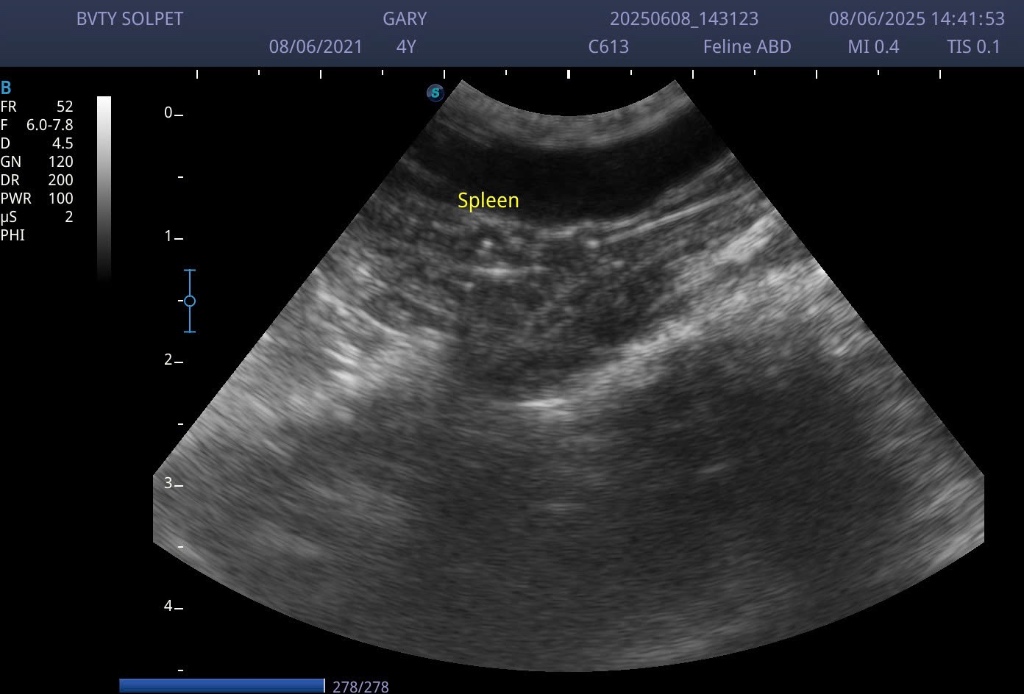 BVTY SOLPET GARY 20250608_143123 08/06/2025 14:41:53
08/06/2021 4Y C613 Feline ABD MI 0.4 TIS 0.1
B
FR 52
F 6.0-7.8
D 4.5
GN 120
DR 200
PWR 100
µS 2
PHI
S
0
Spleen
1
2
3
4
278/278